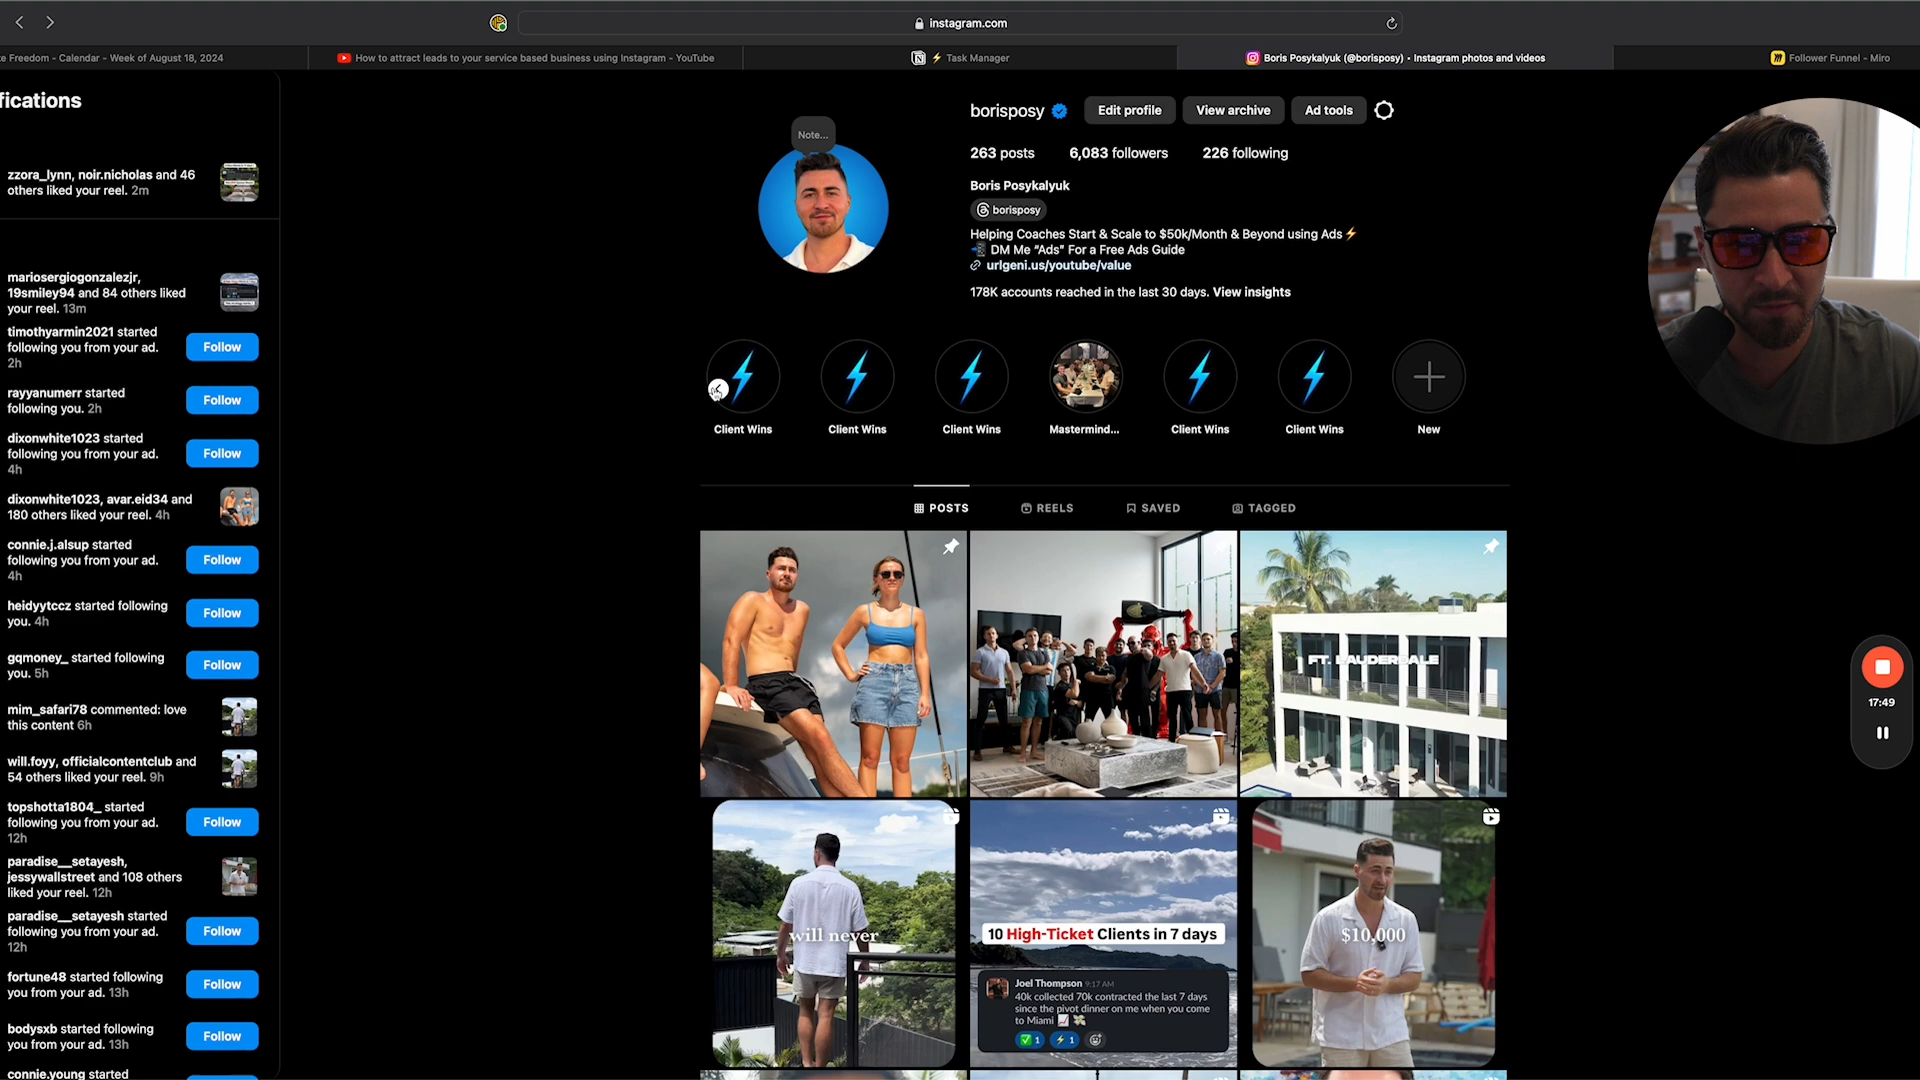 instagram.com
e Freedom - Calendar - Week of August 18, 2024
How to attract leads to your service based business using Instagram - YouTube
⚡ Task Manager
Boris Posykalyuk (@borisposy) • Instagram photos and videos
Follower Funnel - Miro
ifications
zzora_lynn, noir.nicholas and 46
others liked your reel. 2m
mariosergiogonzalezjr,
19smiley94 and 84 others liked
your reel. 13m
timothyarmin2021 started
following you from your ad.
2h
Follow
rayyanumerr started
following you. 2h
Follow
dixonwhite1023 started
following you from your ad.
4h
Follow
dixonwhite1023, avar.eid34 and
180 others liked your reel. 4h
connie.j.alsup started
following you from your ad.
4h
Follow
heidyytccz started following
you. 4h
Follow
gqmoney_ started following
you. 5h
Follow
mim_safari78 commented: love
this content 6h
will.foyy, officialcontentclub and
54 others liked your reel. 9h
topshotta1804_ started
following you from your ad.
12h
Follow
paradise__setayesh,
jessywallstreet and 108 others
liked your reel. 12h
paradise__setayesh started
following you from your ad.
12h
Follow
fortune48 started following
you from your ad. 13h
Follow
bodysxb started following
you from your ad. 13h
Follow
connie.young started
Note...
borisposy
Edit profile
View archive
Ad tools
263 posts
6,083 followers
226 following
Boris Posykalyuk
borisposy
Helping Coaches Start & Scale to $50k/Month & Beyond using Ads⚡
📲 DM Me “Ads” For a Free Ads Guide
urlgeni.us/youtube/value
178K accounts reached in the last 30 days. View insights
Client Wins
Client Wins
Client Wins
Mastermind...
Client Wins
Client Wins
New
POSTS
REELS
SAVED
TAGGED
FT. LAUDERDALE
will never
10 High-Ticket Clients in 7 days
Joel Thompson 9:17 AM
40k collected 70k contracted the last 7 days
since the pivot dinner on me when you come
to Miami 📈 💸
✅ 1
⚡ 1
$10,000
17:49